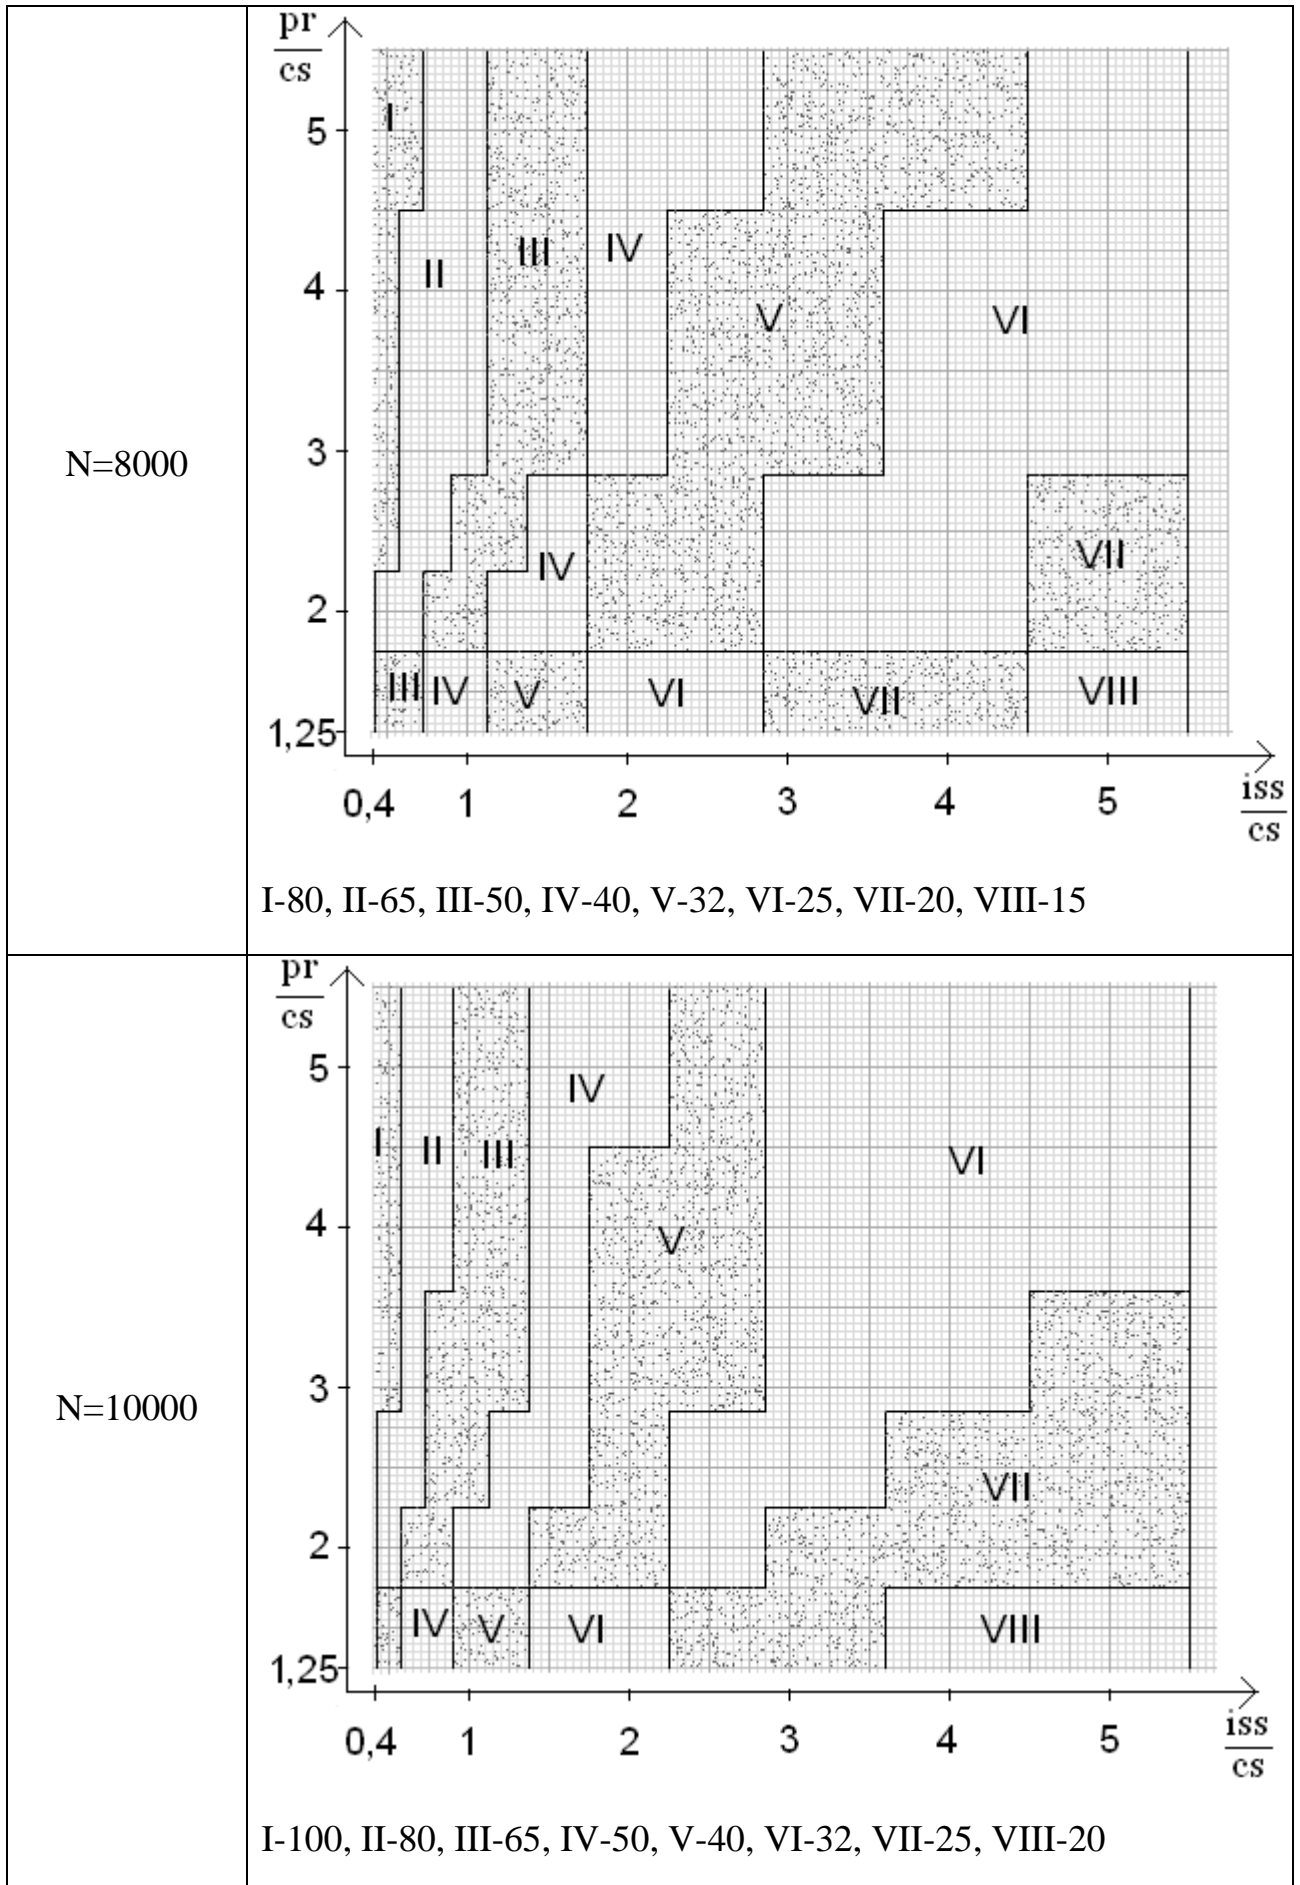 N=8000
pr
cs
5
4
3
2
1,25
I
II
III
IV
V
VI
IV
VII
III
IV
V
VI
VII
VIII
0,4 1 2 3 4 5
iss
cs
I-80, II-65, III-50, IV-40, V-32, VI-25, VII-20, VIII-15
N=10000
pr
cs
5
4
3
2
1,25
IV
I
II
III
VI
V
VII
IV
V
VI
VIII
0,4 1 2 3 4 5
iss
cs
I-100, II-80, III-65, IV-50, V-40, VI-32, VII-25, VIII-20